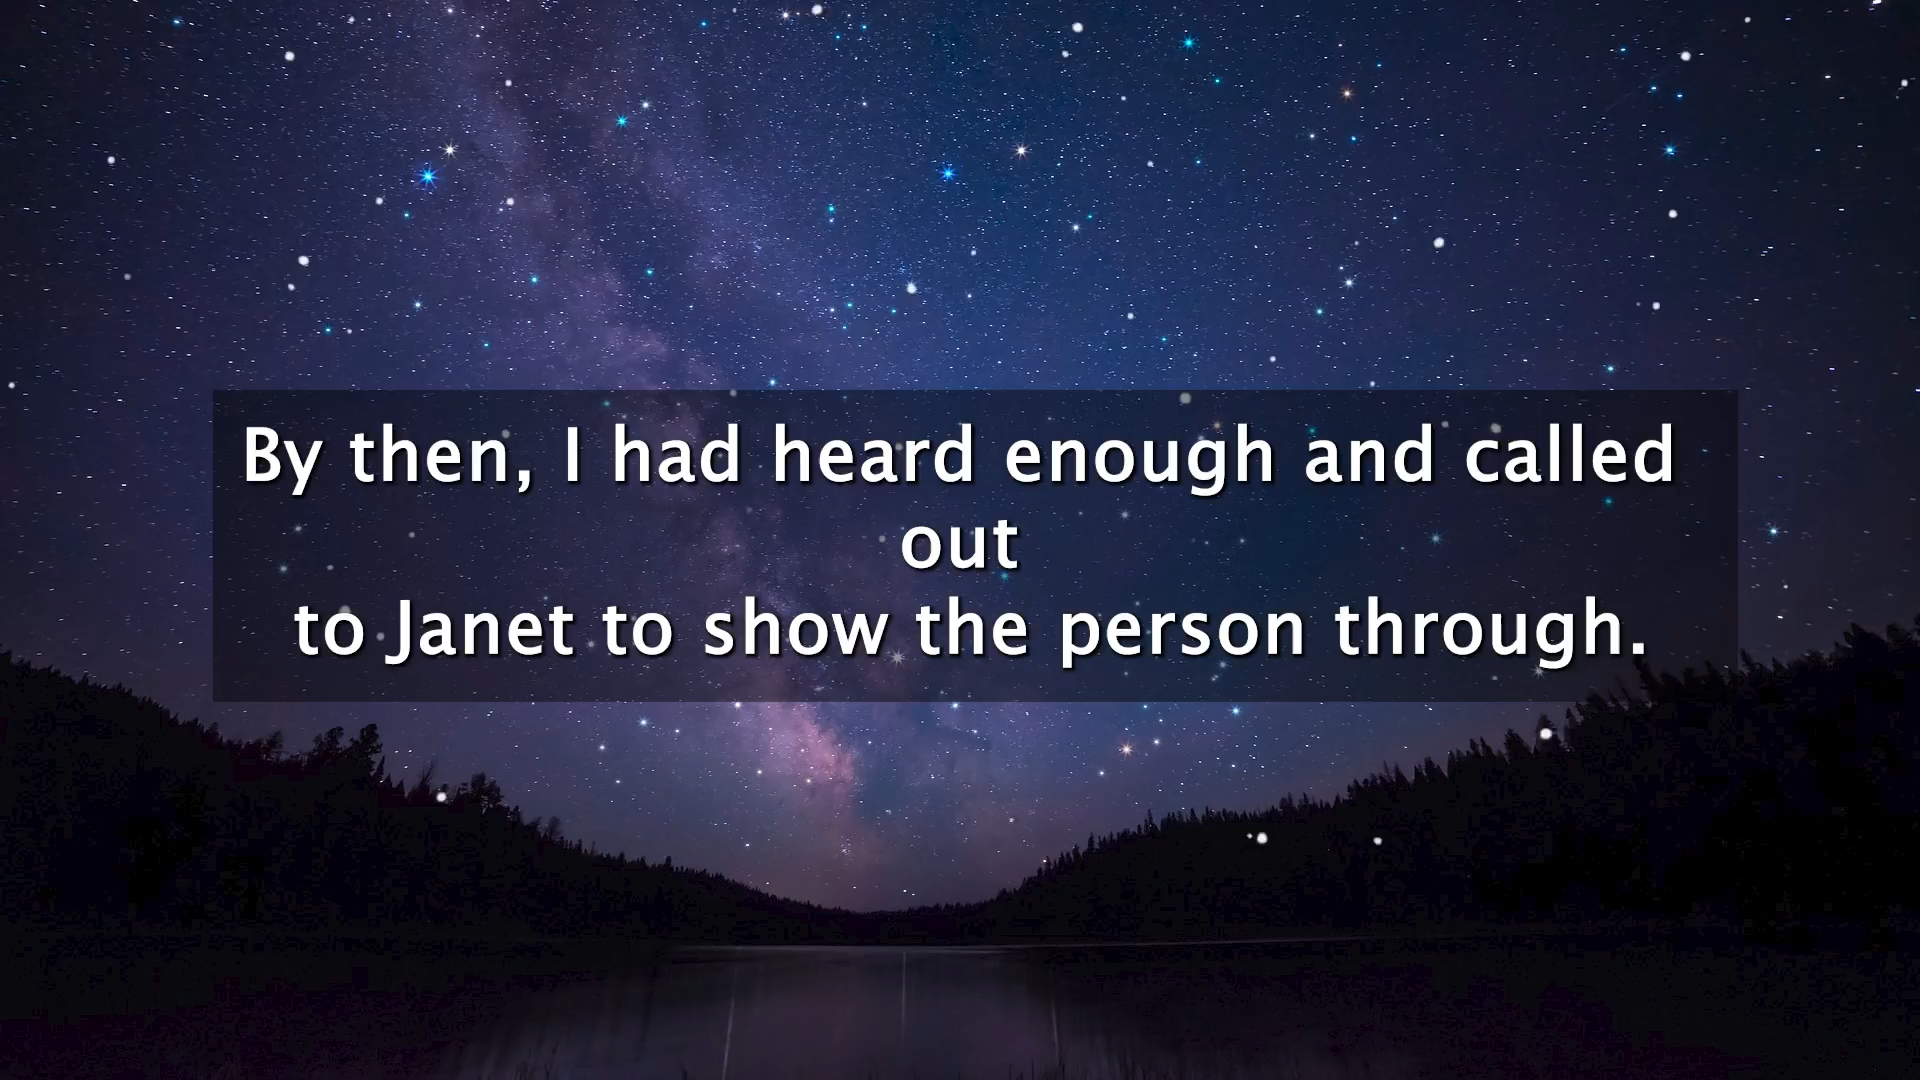 By then, I had heard enough and called
out
to Janet to show the person through.